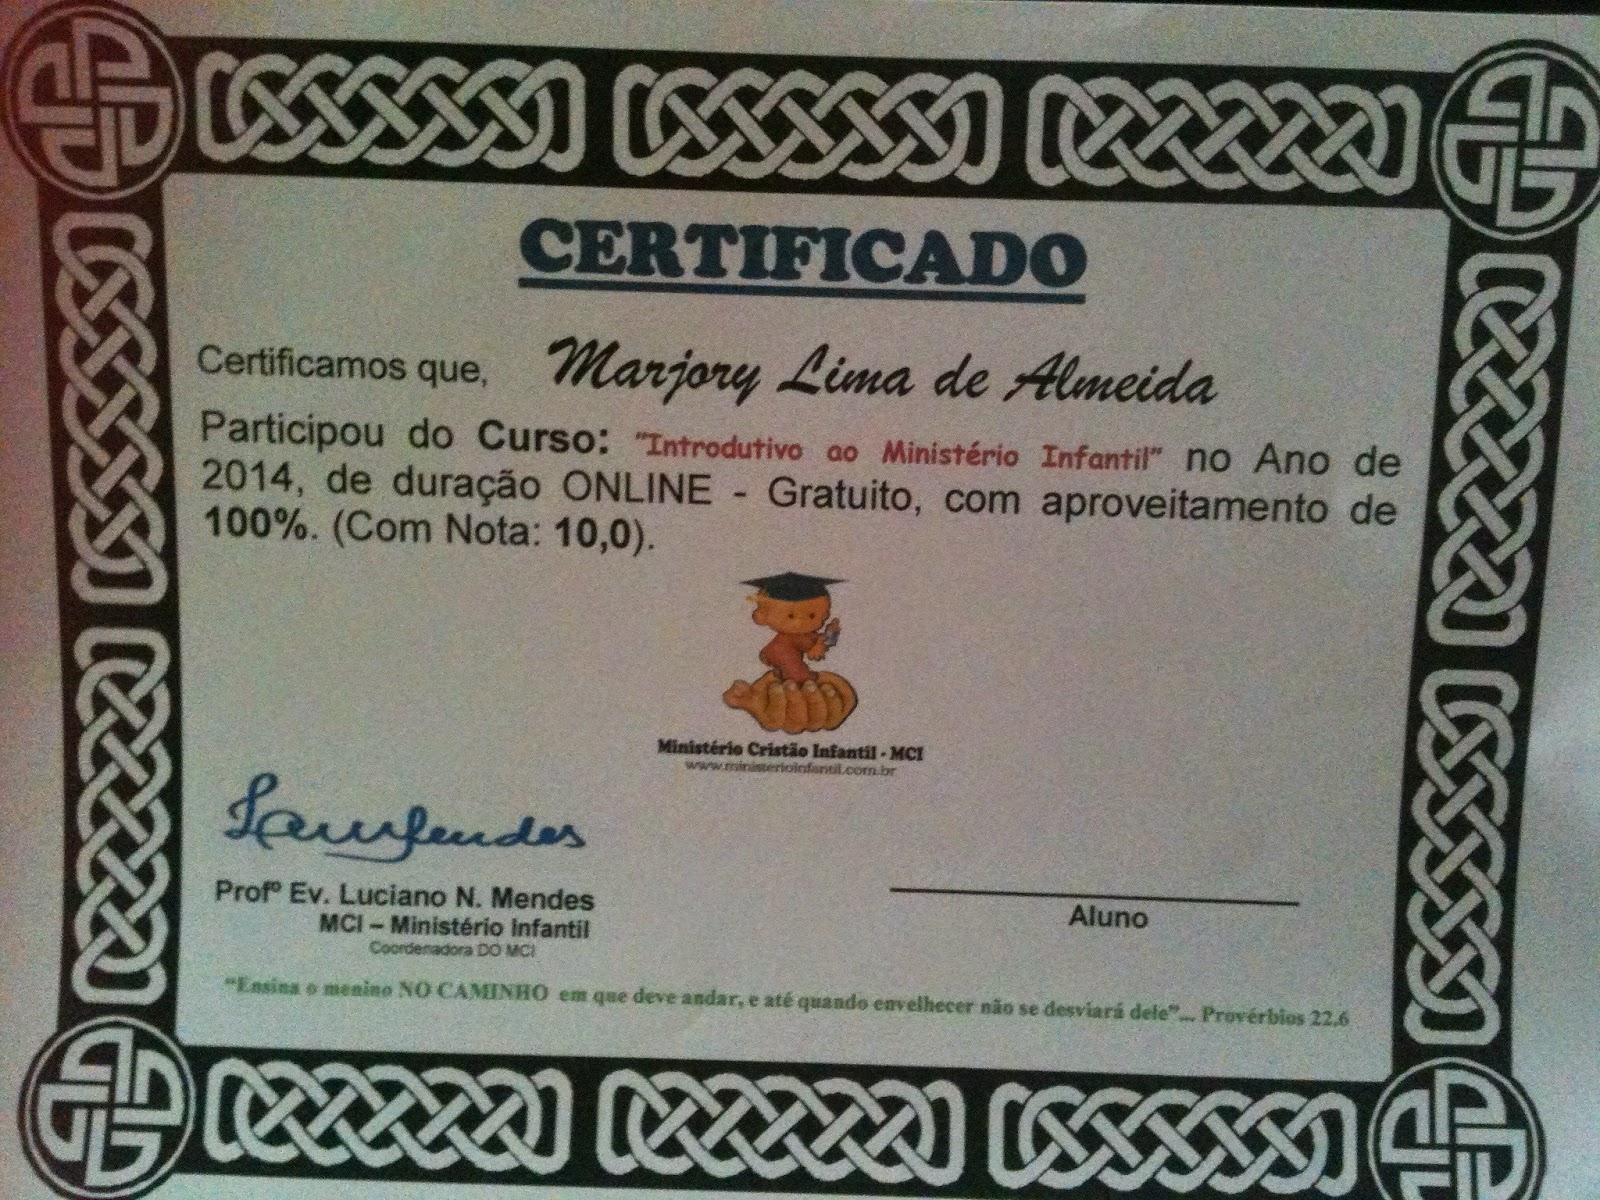 CERTIFICADO
Certificamos que, Marjory Lima de Almeida
Participou do Curso: "Introdutivo ao Ministério Infantil" no Ano de
2014, de duração ONLINE - Gratuito, com aproveitamento de
100%. (Com Nota: 10,0).
Ministério Cristão Infantil - MCI
www.ministerioinfantil.com.br
Profº Ev. Luciano N. Mendes
MCI – Ministério Infantil
Coordenadora DO MCI
Aluno
"Ensina o menino NO CAMINHO em que deve andar, e até quando envelhecer não se desviará dele"... Provérbios 22.6